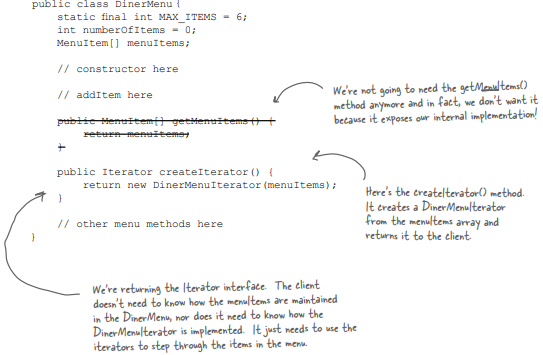 public class DinerMenu {
static final int MAX_ITEMS = 6;
int numberOfItems = 0;
MenuItem[] menuItems;
// constructor here
// addItem here
public MenuItem[] getMenuItems() {
return menuItems;
}
We're not going to need the getMenuItems()
method anymore and in fact, we don't want it
because it exposes our internal implementation!
public Iterator createIterator() {
return new DinerMenuIterator(menuItems);
}
// other menu methods here
}
Here's the createIterator() method.
It creates a DinerMenuIterator
from the menuItems array and
returns it to the client.
We're returning the Iterator interface. The client
doesn't need to know how the menuItems are maintained
in the DinerMenu, nor does it need to know how the
DinerMenuIterator is implemented. It just needs to use the
iterators to step through the items in the menu.